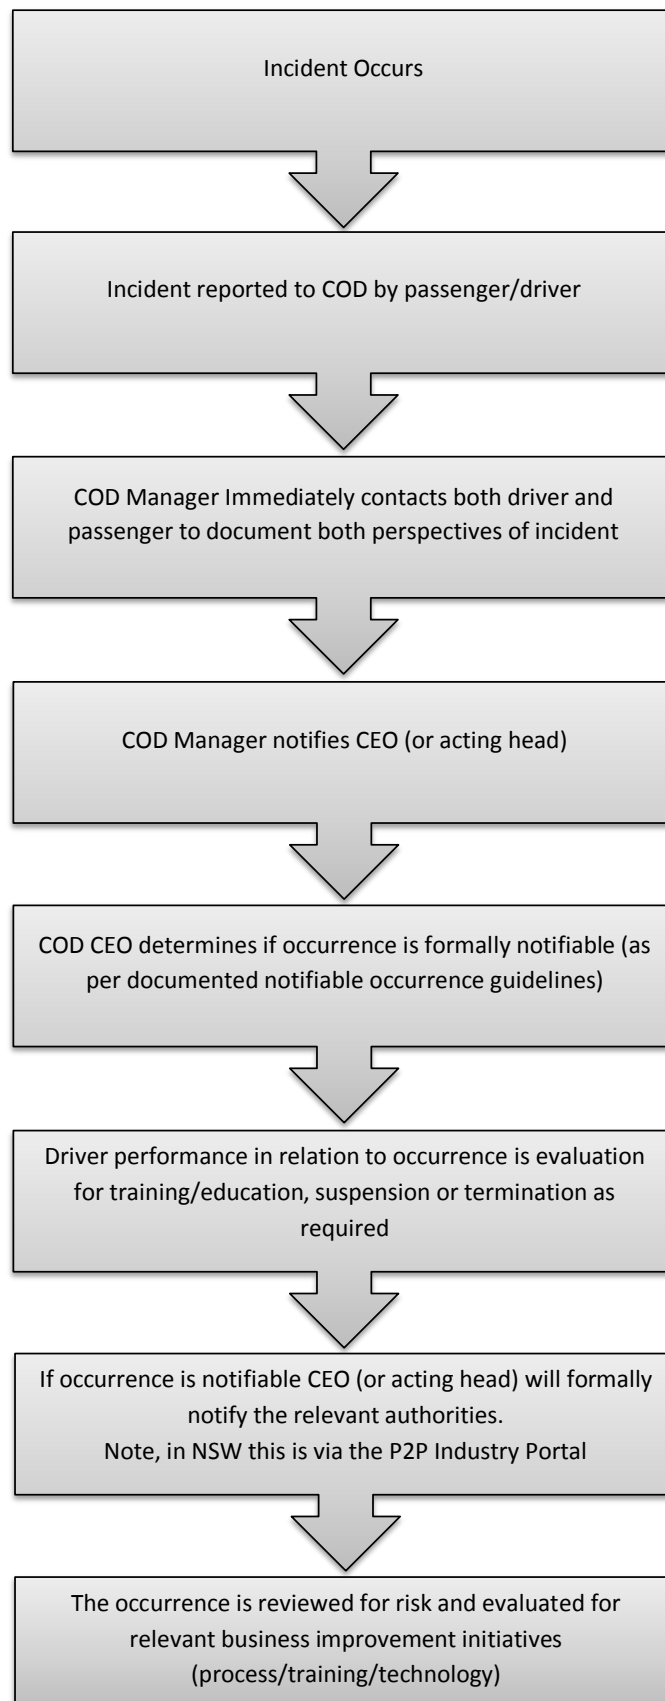 Incident Occurs
Incident reported to COD by passenger/driver
COD Manager Immediately contacts both driver and
passenger to document both perspectives of incident
COD Manager notifies CEO (or acting head)
COD CEO determines if occurrence is formally notifiable (as
per documented notifiable occurrence guidelines)
Driver performance in relation to occurrence is evaluation
for training/education, suspension or termination as
required
If occurrence is notifiable CEO (or acting head) will formally
notify the relevant authorities.
Note, in NSW this is via the P2P Industry Portal
The occurrence is reviewed for risk and evaluated for
relevant business improvement initiatives
(process/training/technology)